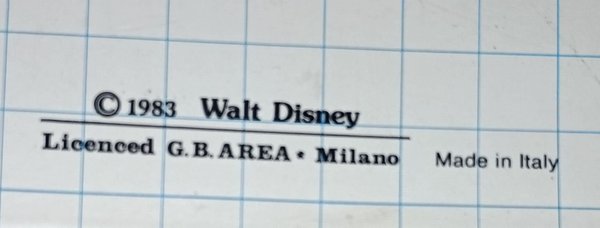 © 1983 Walt Disney
Licenced G.B. AREA • Milano Made in Italy